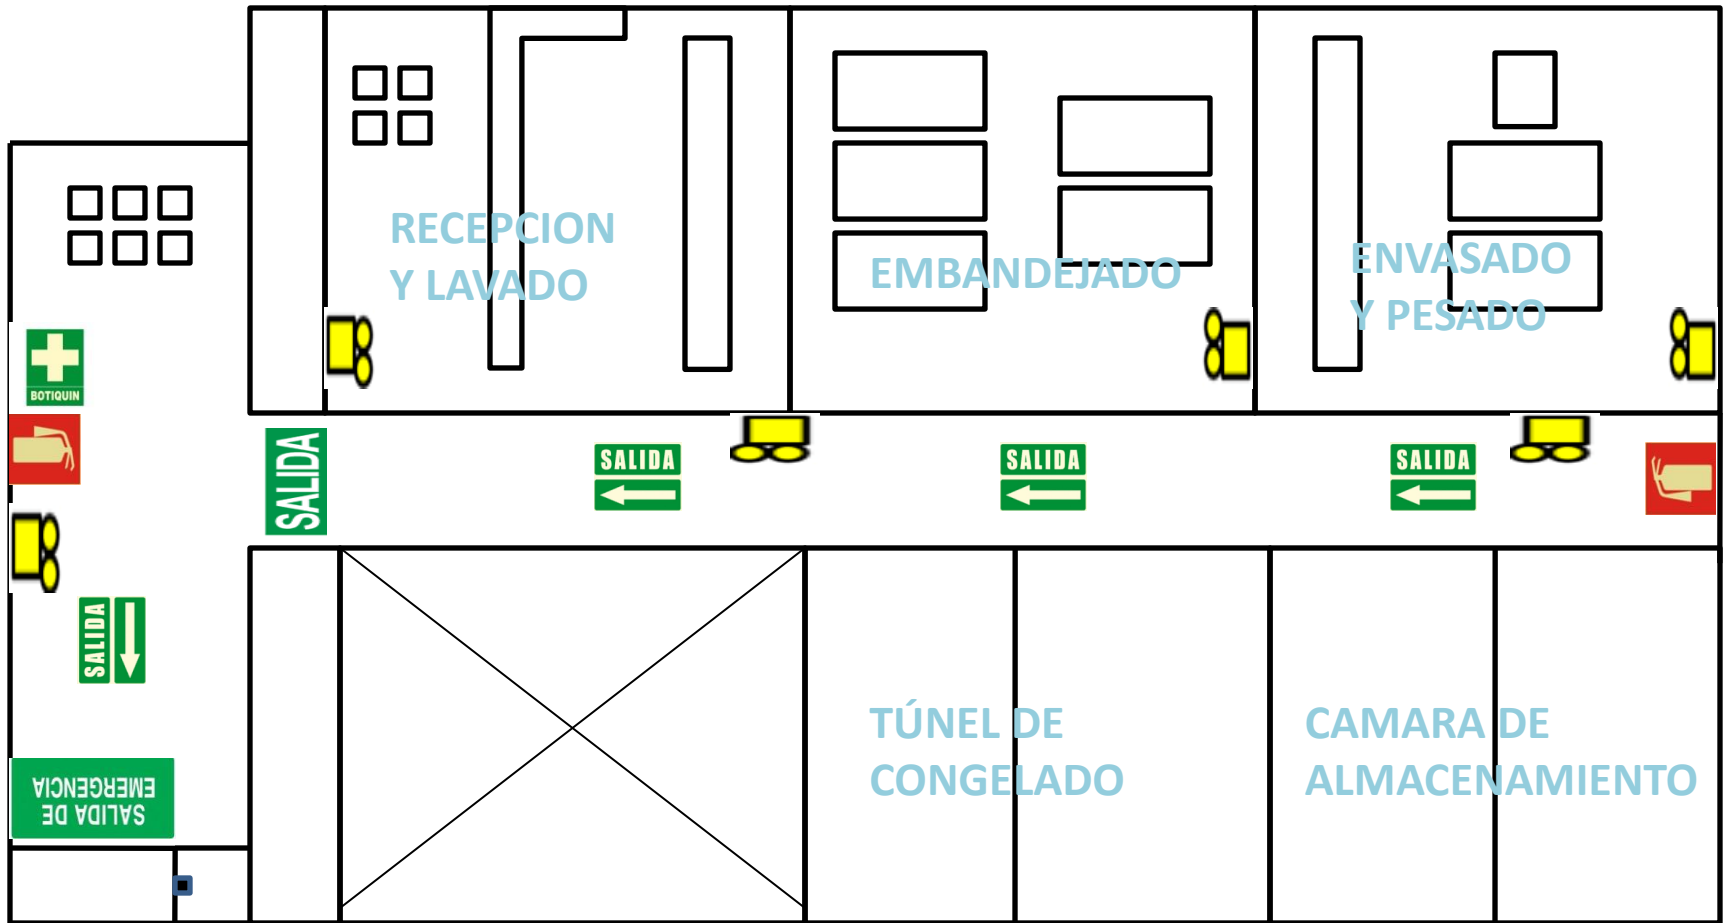 RECEPCION
Y LAVADO
EMBANDEJADO
ENVASADO
Y PESADO
BOTIQUIN
SALIDA
SALIDA
SALIDA
SALIDA
SALIDA
SALIDA DE
EMERGENCIA
TÚNEL DE
CONGELADO
CAMARA DE
ALMACENAMIENTO